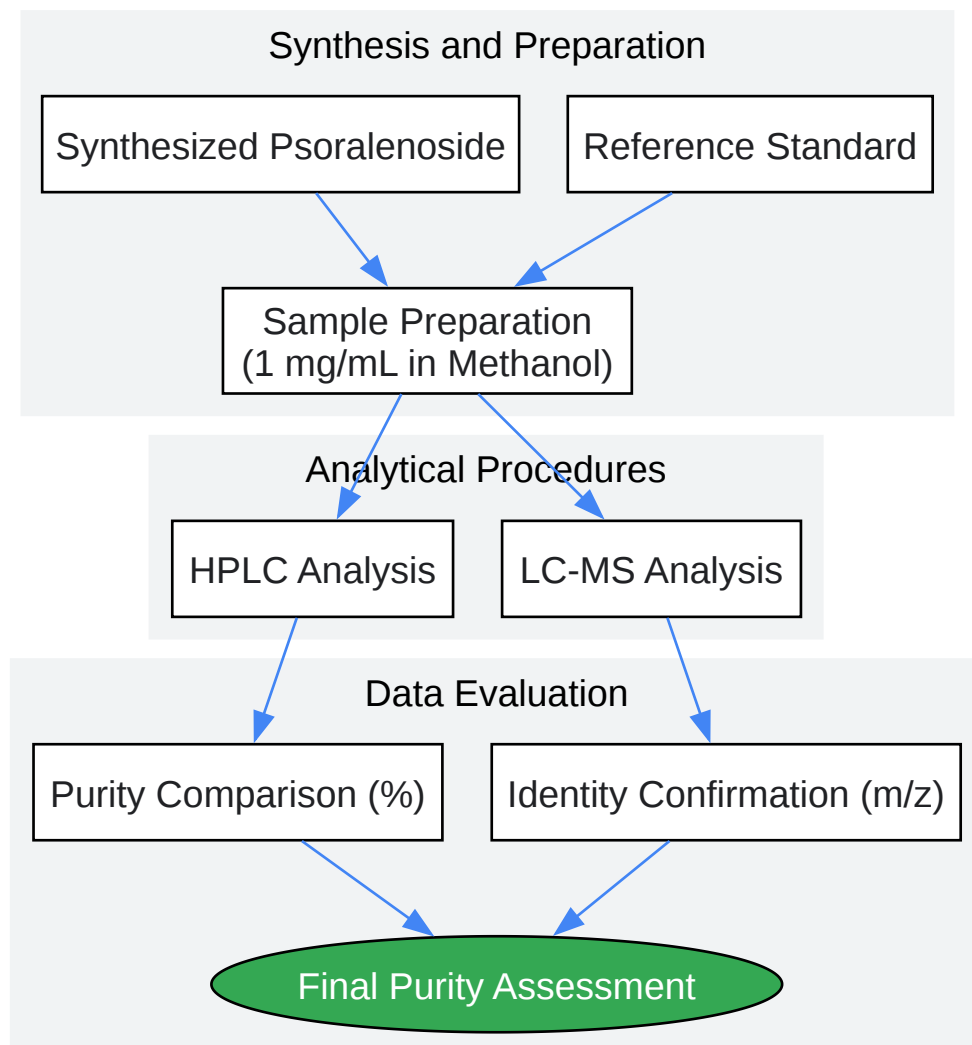 Synthesis and Preparation
Synthesized Psoralenoside
Reference Standard
Sample Preparation
(1 mg/mL in Methanol)
Analytical Procedures
HPLC Analysis
LC-MS Analysis
Data Evaluation
Purity Comparison (%)
Identity Confirmation (m/z)
Final Purity Assessment